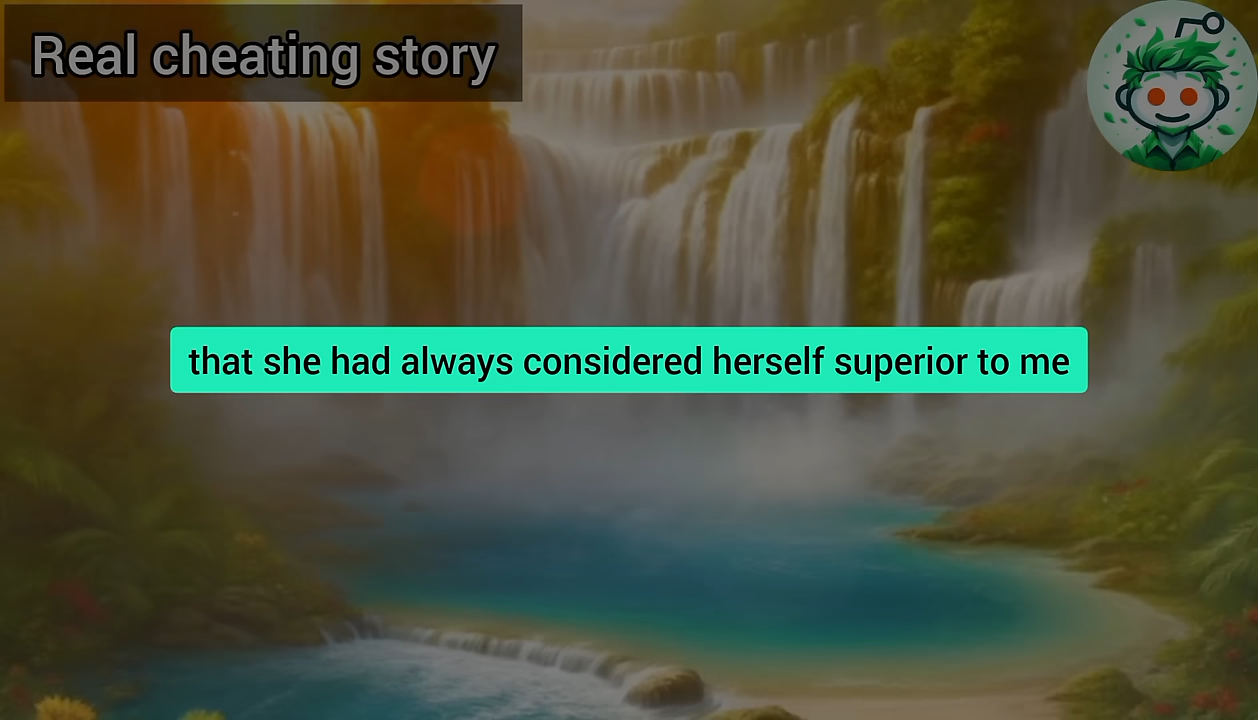 Real cheating story
that she had always considered herself superior to me